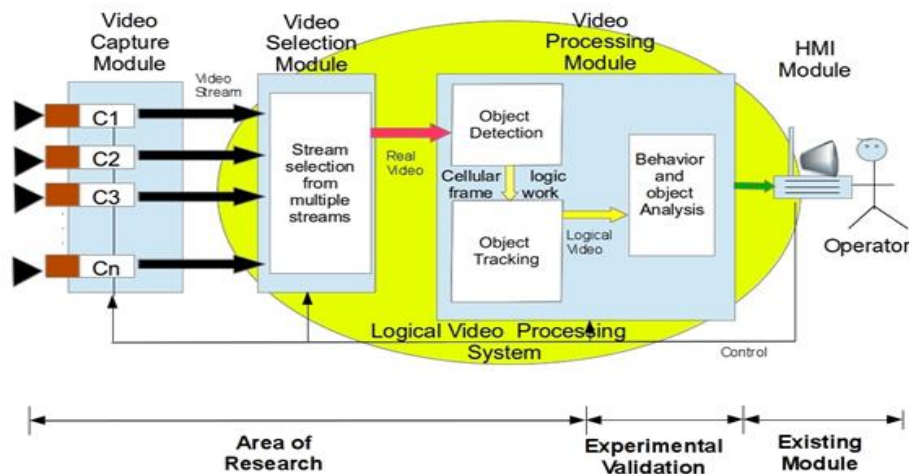 Video
Capture
Module
Video
Selection
Module
Video
Processing
Module
HMI
Module
Video
Stream
C1
C2
C3
Cn
Stream
selection
from
multiple
streams
Real
Video
Object
Detection
Cellular logic
frame work
Object
Tracking
Logical
Video
Behavior
and
object
Analysis
Operator
Logical Video Processing
System
Control
Area of
Research
Experimental
Validation
Existing
Module